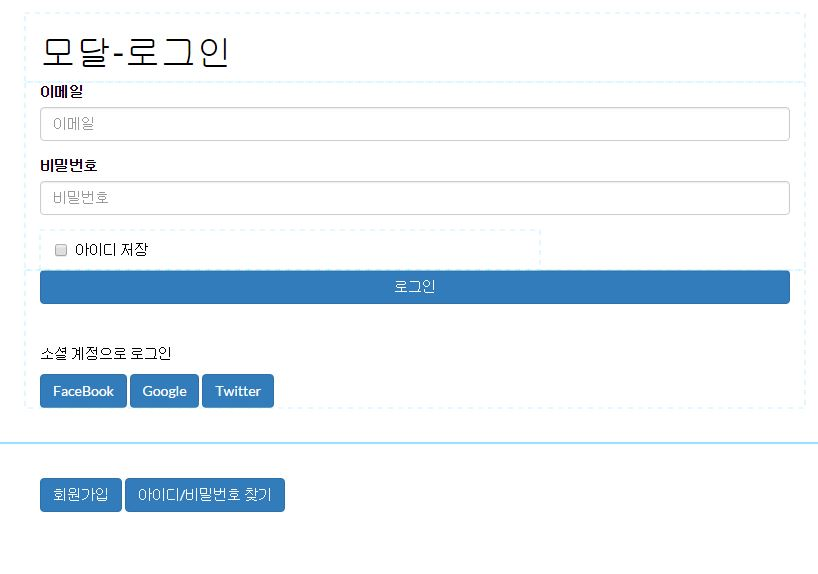 모달-로그인
이메일
이메일
비밀번호
비밀번호
아이디 저장
로그인
소셜 계정으로 로그인
FaceBook Google Twitter
회원가입 아이디/비밀번호 찾기